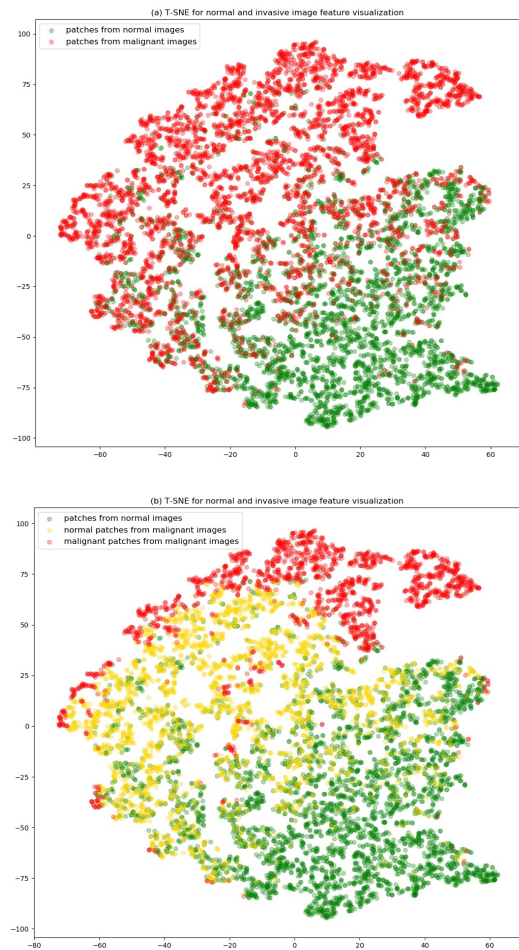 (a) T-SNE for normal and invasive image feature visualization
patches from normal images
patches from malignant images
100
75
50
25
0
−25
−50
−75
−100
−60 −40 −20 0 20 40 60
(b) T-SNE for normal and invasive image feature visualization
patches from normal images
normal patches from malignant images
malignant patches from malignant images
100
75
50
25
0
−25
−50
−75
−100
−80 −60 −40 −20 0 20 40 60